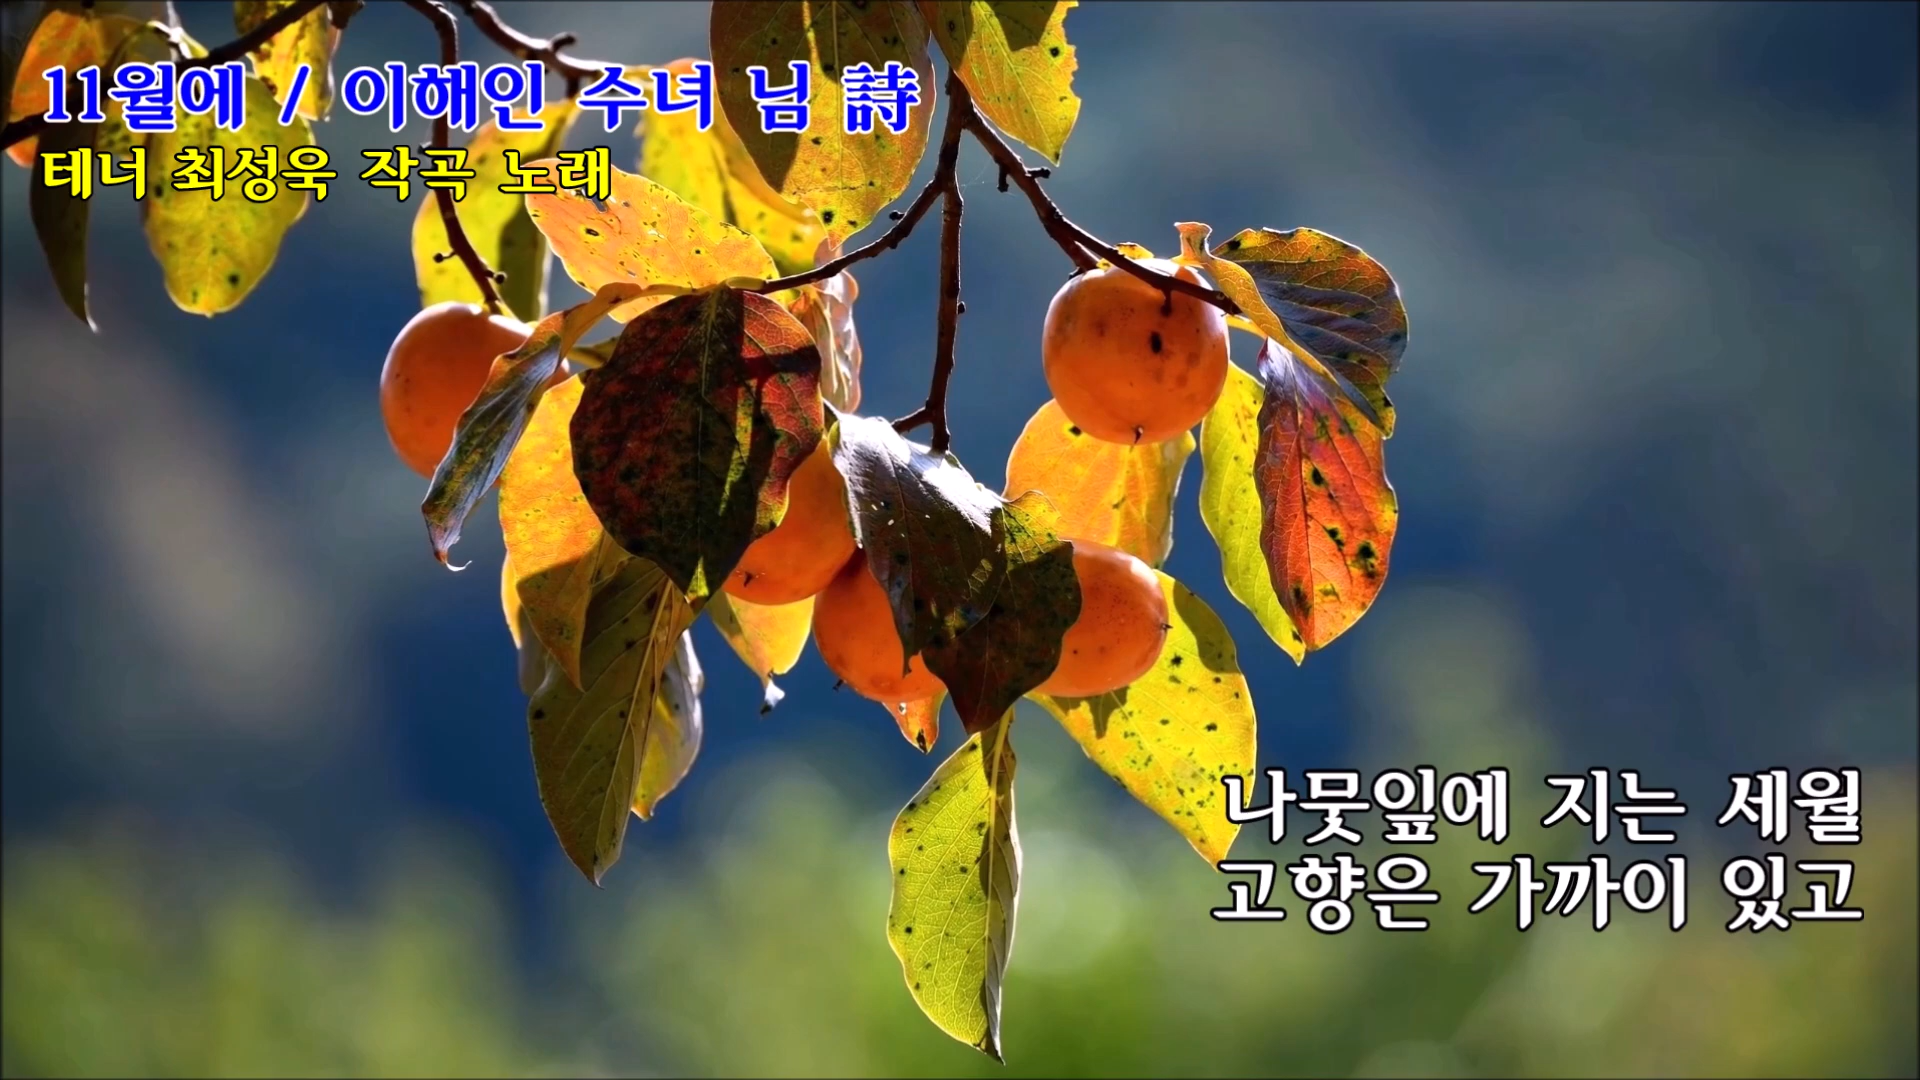 11월에 / 이해인 수녀 님 詩
테너 최성욱 작곡 노래
나뭇잎에 지는 세월
고향은 가까이 있고